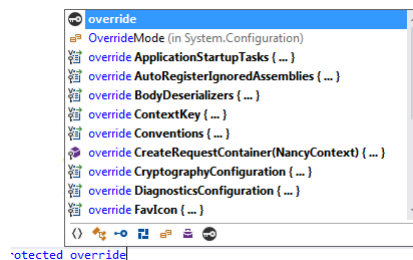 override
OverrideMode (in System.Configuration)
override ApplicationStartupTasks { ... }
override AutoRegisterIgnoredAssemblies { ... }
override BodyDeserializers { ... }
override ContextKey { ... }
override Conventions { ... }
override CreateRequestContainer(NancyContext) { ... }
override CryptographyConfiguration { ... }
override DiagnosticsConfiguration { ... }
override FavIcon { ... }
otected override